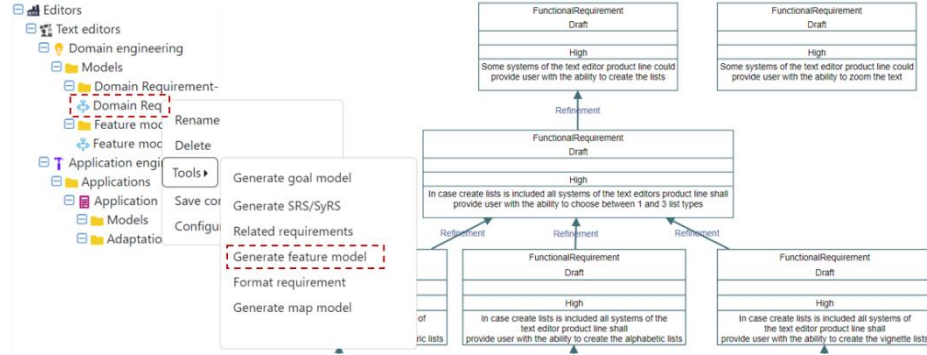 Editors
Text editors
Domain engineering
Models
Domain Requirement-
Domain Req
Feature moc
Feature moc
Application engi
Applications
Application
Models
Adaptatio
Rename
Delete
Tools
Save cor
Configu
Generate goal model
Generate SRS/SyRS
Related requirements
Generate feature model
Format requirement
Generate map model
FunctionalRequirement
Draft
High
Some systems of the text editor product line could
provide user with the ability to create the lists
FunctionalRequirement
Draft
High
Some systems of the text editor product line could
provide user with the ability to zoom the text
Refinement
FunctionalRequirement
Draft
High
In case create lists is included all systems of the text editors product line shall
provide user with the ability to choose between 1 and 3 list types
Refinement
Refinement
Refinement
of
ric lists
FunctionalRequirement
Draft
High
In case create lists is included all systems of the
text editor product line shall
provide user with the ability to create the alphabetic lists
FunctionalRequirement
Draft
High
In case create lists is included all systems of
the text editor product line shall
provide user with the ability to create the vignette lists